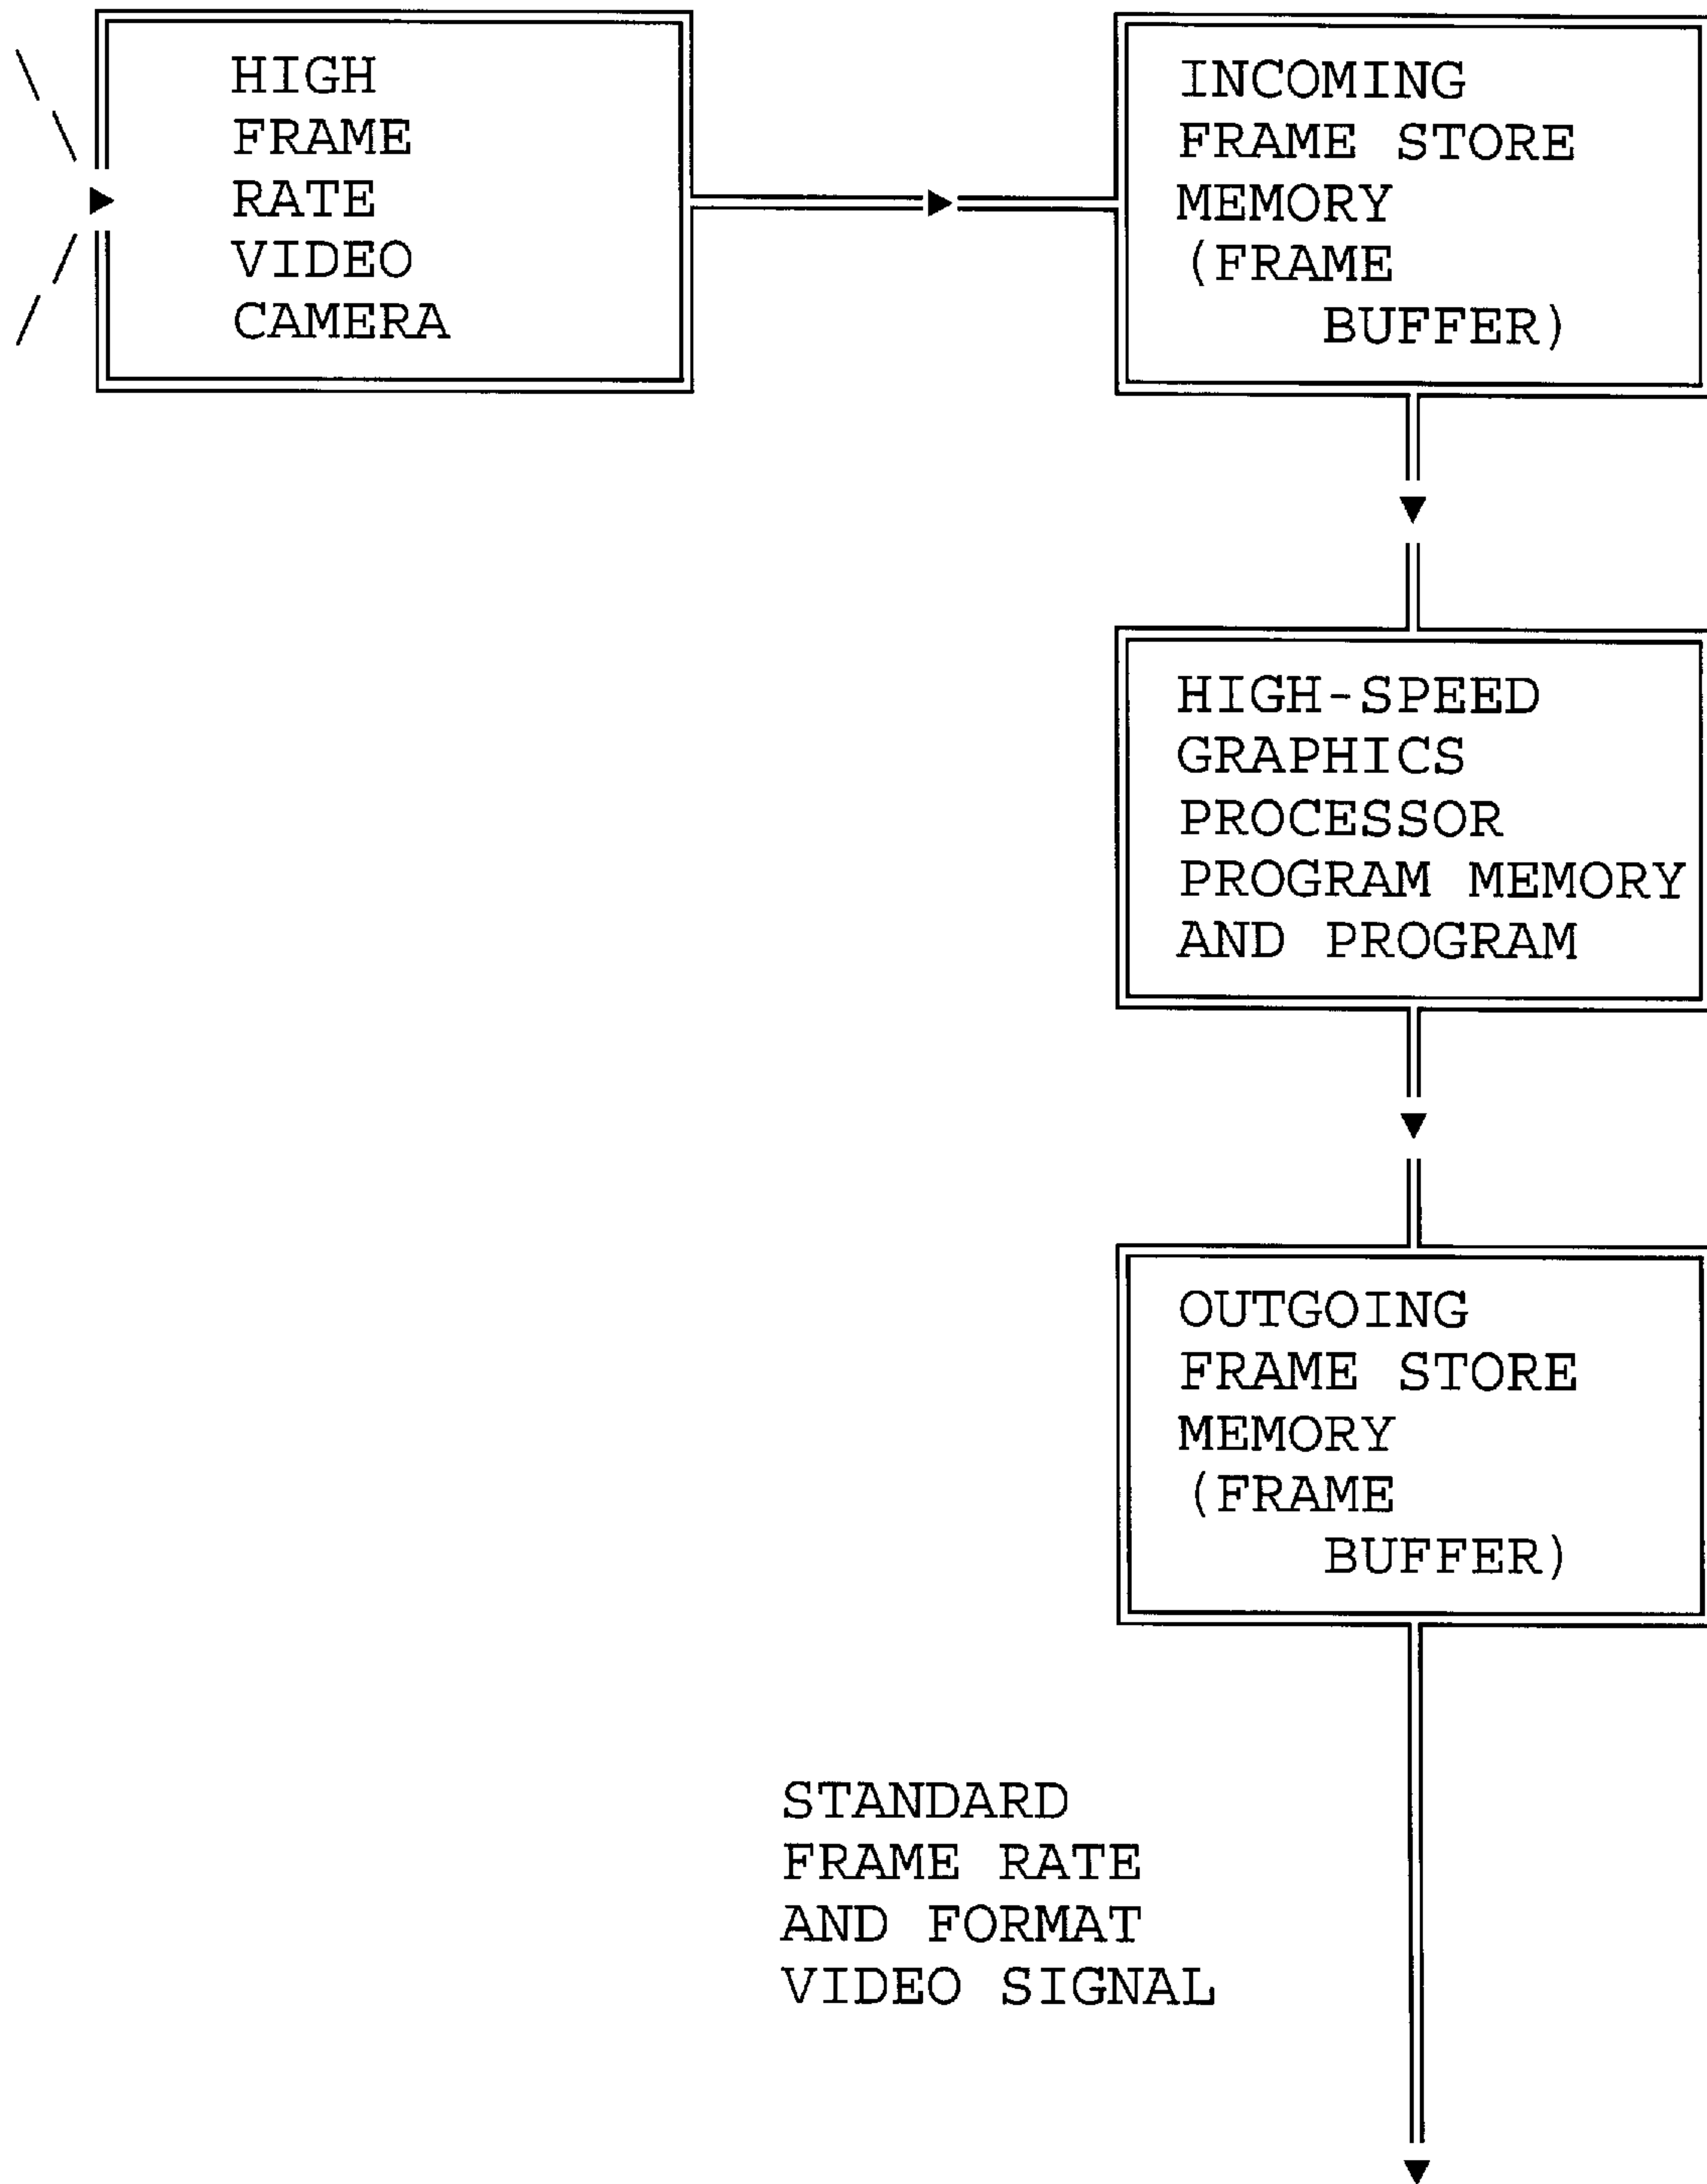 HIGH
FRAME
RATE
VIDEO
CAMERA
INCOMING
FRAME STORE
MEMORY
(FRAME
BUFFER)
HIGH-SPEED
GRAPHICS
PROCESSOR
PROGRAM MEMORY
AND PROGRAM
OUTGOING
FRAME STORE
MEMORY
(FRAME
BUFFER)
STANDARD
FRAME RATE
AND FORMAT
VIDEO SIGNAL